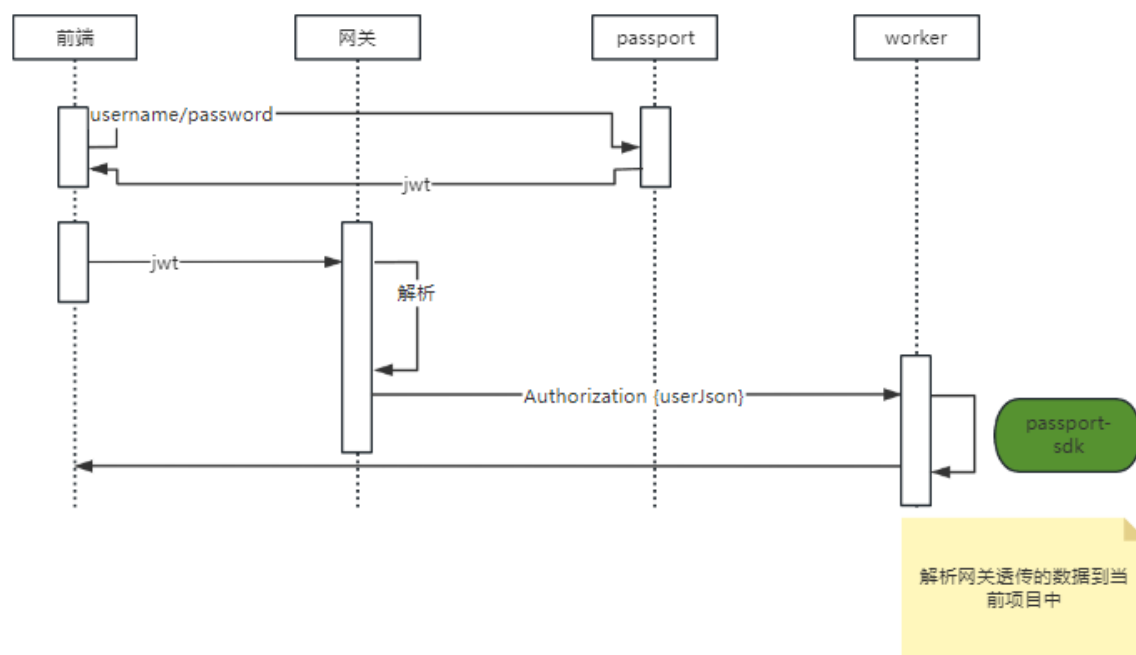 前端
网关
passport
worker
username/password
jwt
jwt
解析
Authorization {userJson}
passport-
sdk
解析网关透传的数据到当
前项目中